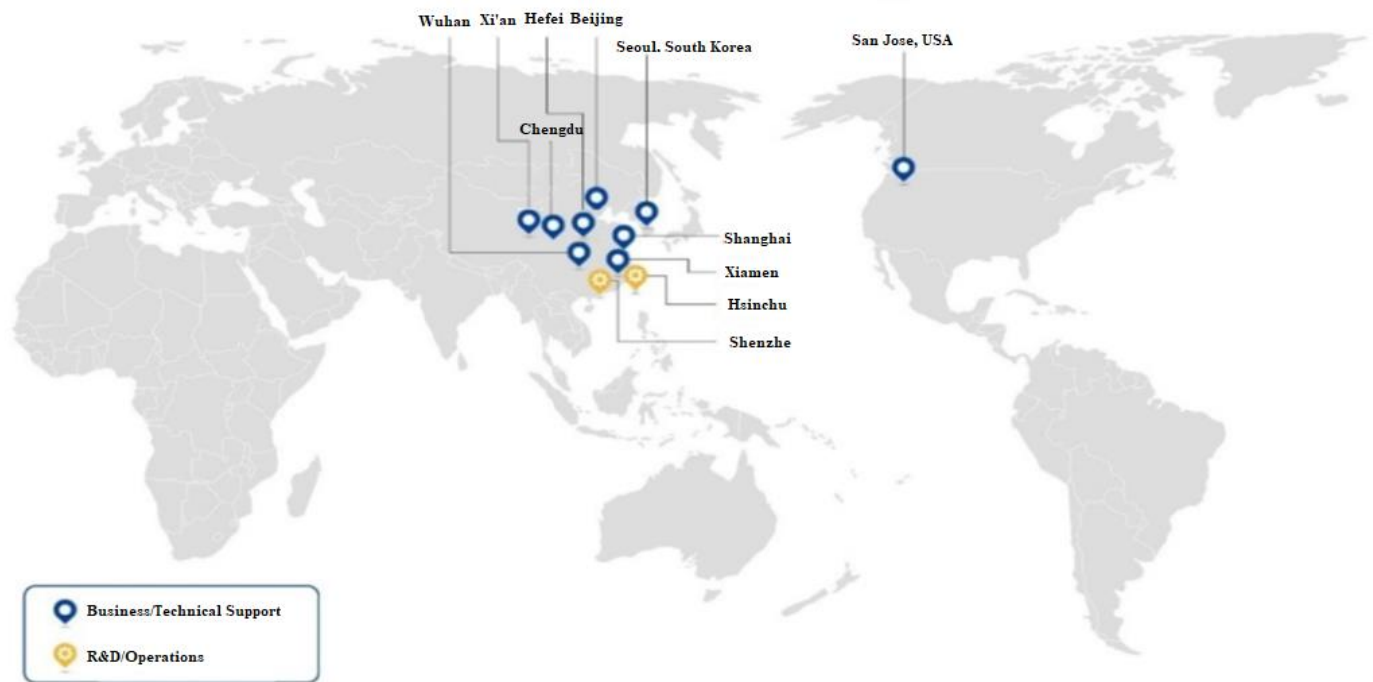 Wuhan Xi'an Hefei Beijing
Seoul. South Korea
San Jose, USA
Chengdu
Shanghai
Xiamen
Hsinchu
Shenzhe
Business/Technical Support
R&D/Operations